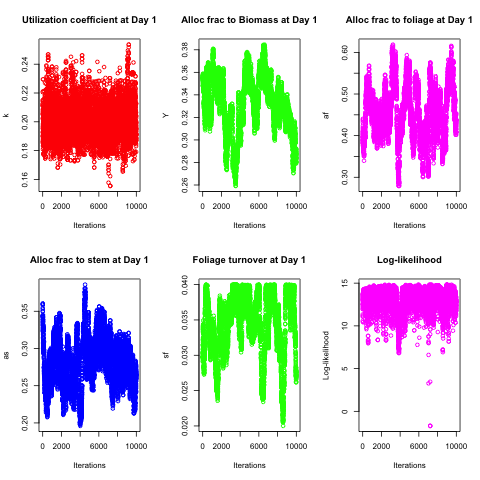 Utilization coefficient at Day 1
Alloc frac to Biomass at Day 1
Alloc frac to foliage at Day 1
k
0.16 0.18 0.20 0.22 0.24
0 2000 6000 10000
Iterations
Y
0.26 0.28 0.30 0.32 0.34 0.36 0.38
0 2000 6000 10000
Iterations
af
0.30 0.40 0.50 0.60
0 2000 6000 10000
Iterations
Alloc frac to stem at Day 1
Foliage turnover at Day 1
Log-likelihood
as
0.20 0.25 0.30 0.35
0 2000 6000 10000
Iterations
sf
0.020 0.025 0.030 0.035 0.040
0 2000 6000 10000
Iterations
Log-likelihood
0 5 10 15
0 2000 6000 10000
Iterations